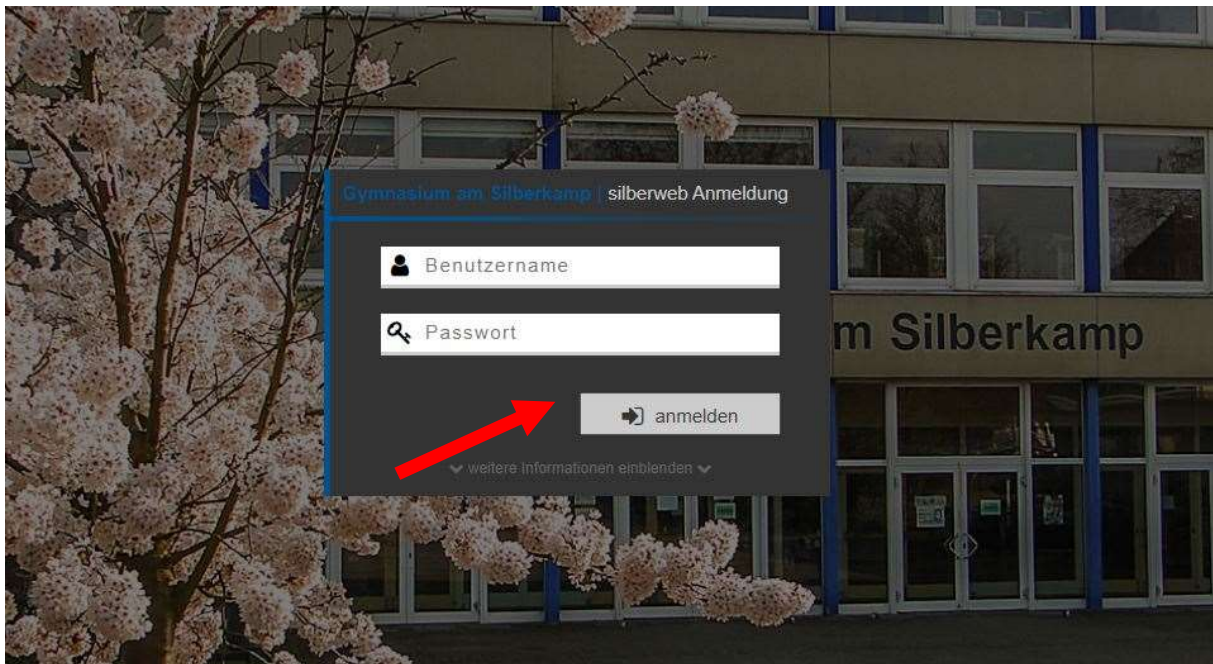 Gymnasium am Silberkamp | silberweb Anmeldung
Benutzername
Passwort
m Silberkamp
anmelden
weitere Informationen einblenden